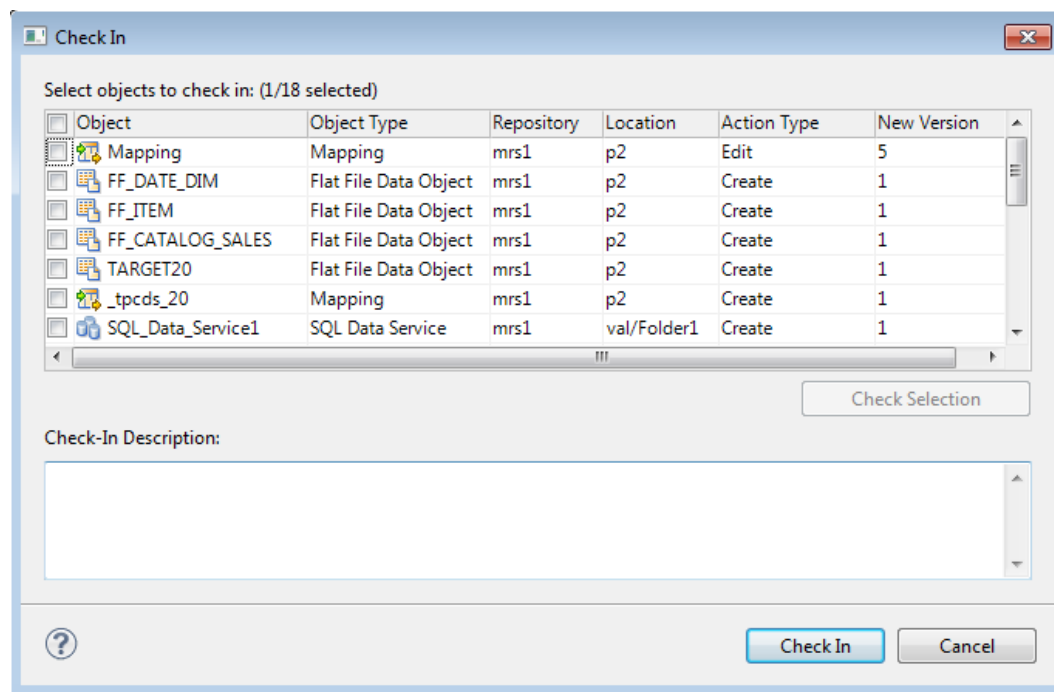 Check In
Select objects to check in: (1/18 selected)
Object Object Type Repository Location Action Type New Version
Mapping Mapping mrs1 p2 Edit 5
FF_DATE_DIM Flat File Data Object mrs1 p2 Create 1
FF_ITEM Flat File Data Object mrs1 p2 Create 1
FF_CATALOG_SALES Flat File Data Object mrs1 p2 Create 1
TARGET20 Flat File Data Object mrs1 p2 Create 1
_tpcds_20 Mapping mrs1 p2 Create 1
SQL_Data_Service1 SQL Data Service mrs1 val/Folder1 Create 1
Check Selection
Check-In Description:
? Check In Cancel